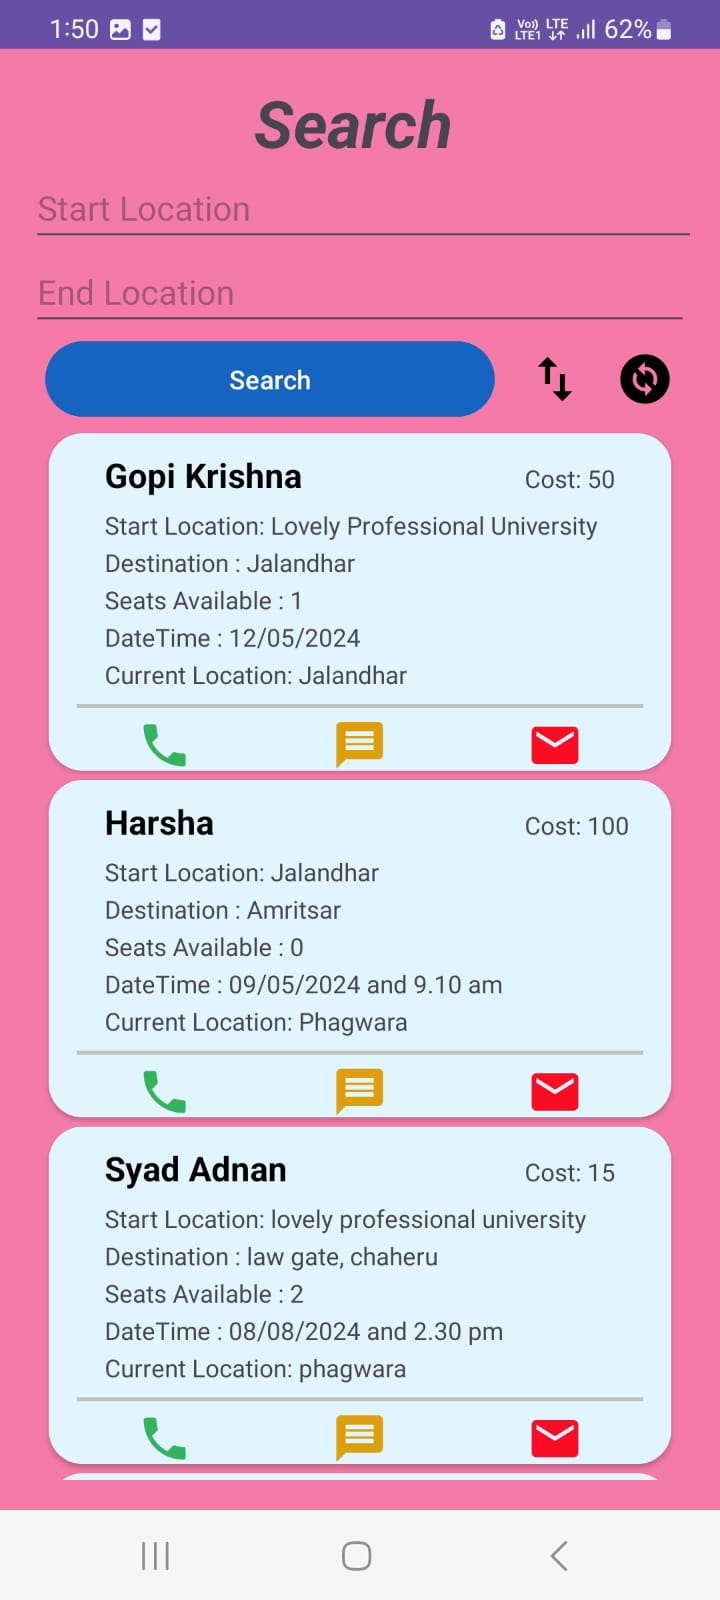 1:50 Vo) LTE LTE1 62%
Search
Start Location
End Location
Search
Gopi Krishna Cost: 50
Start Location: Lovely Professional University
Destination : Jalandhar
Seats Available : 1
DateTime : 12/05/2024
Current Location: Jalandhar
Harsha Cost: 100
Start Location: Jalandhar
Destination : Amritsar
Seats Available : 0
DateTime : 09/05/2024 and 9.10 am
Current Location: Phagwara
Syad Adnan Cost: 15
Start Location: lovely professional university
Destination : law gate, chaheru
Seats Available : 2
DateTime : 08/08/2024 and 2.30 pm
Current Location: phagwara